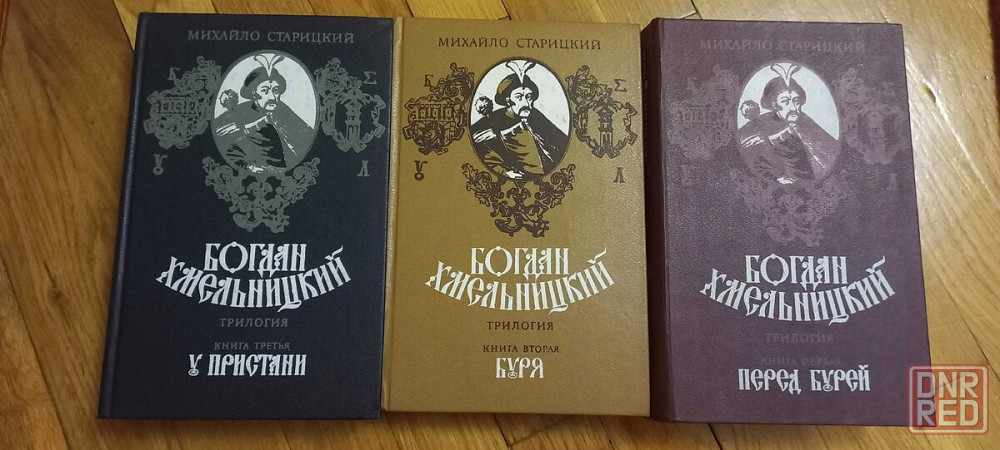 МИХАЙЛО СТАРИЦКИЙ
Б Є
У Л
БОГДАН
ХМЕЛЬНИЦКИЙ
ТРИЛОГИЯ
КНИГА ТРЕТЬЯ
У ПРИСТАНИ
МИХАЙЛО СТАРИЦКИЙ
Б Є
У Л
БОГДАН
ХМЕЛЬНИЦКИЙ
ТРИЛОГИЯ
КНИГА ВТОРАЯ
БУРЯ
МИХАЙЛО СТАРИЦКИЙ
БОГДАН
ХМЕЛЬНИЦКИЙ
ТРИЛОГИЯ
КНИГА ПЕРВАЯ
ПЕРЕД БУРЕЙ
DNR
RED